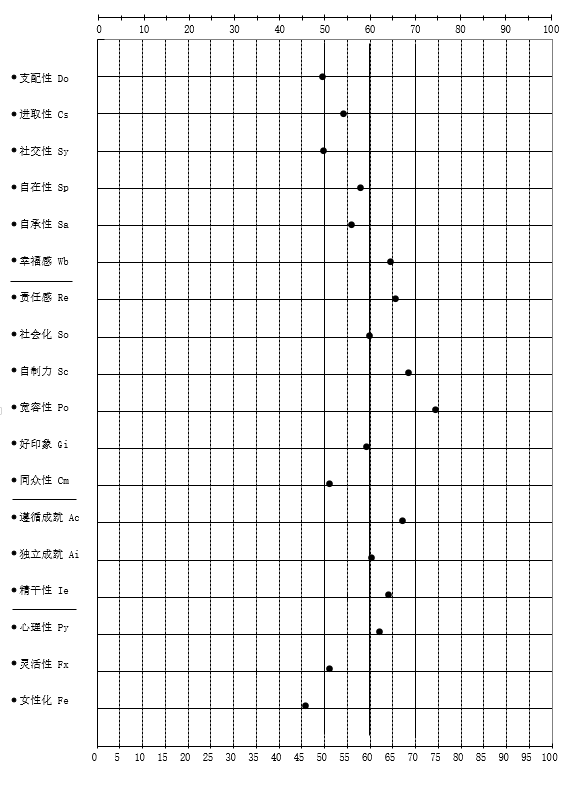 0 10 20 30 40 50 60 70 80 90 100
支配性 Do
进取性 Cs
社交性 Sy
自在性 Sp
自承性 Sa
幸福感 Wb
责任感 Re
社会化 So
自制力 Sc
宽容性 Po
好印象 Gi
同众性 Cm
遵循成就 Ac
独立成就 Ai
精干性 Ie
心理性 Py
灵活性 Fx
女性化 Fe
0 5 10 15 20 25 30 35 40 45 50 55 60 65 70 75 80 85 90 95 100